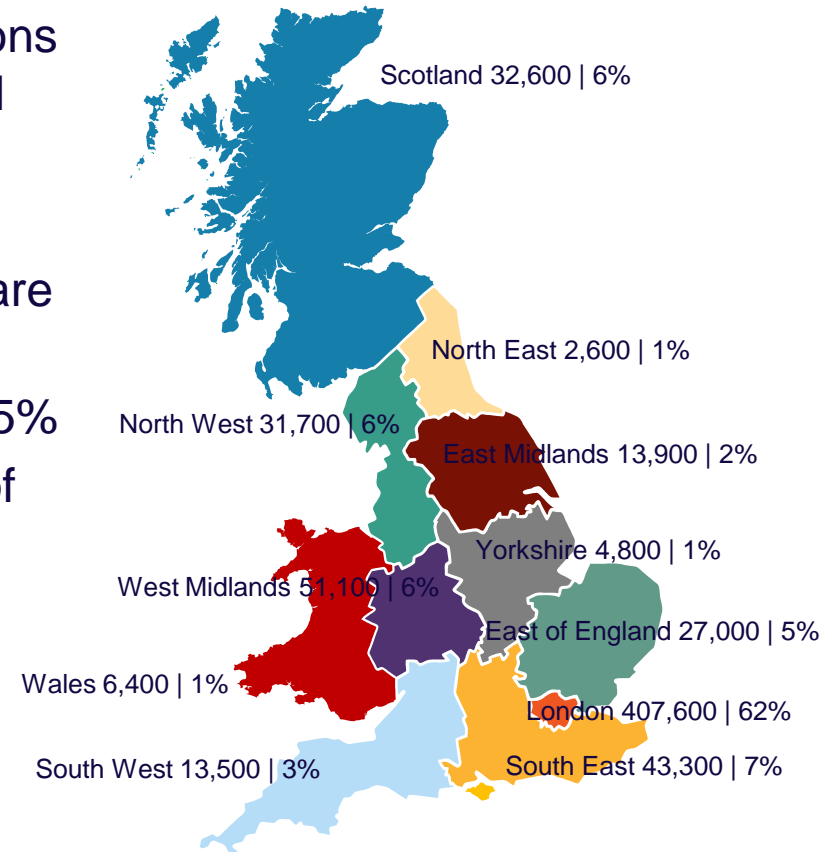 ons
Scotland 32,600 | 6%
are
North East 2,600 | 1%
5%
North West 31,700 | 6%
East Midlands 13,900 | 2%
of
Yorkshire 4,800 | 1%
West Midlands 51,100 | 6%
East of England 27,000 | 5%
Wales 6,400 | 1%
London 407,600 | 62%
South West 13,500 | 3%
South East 43,300 | 7%